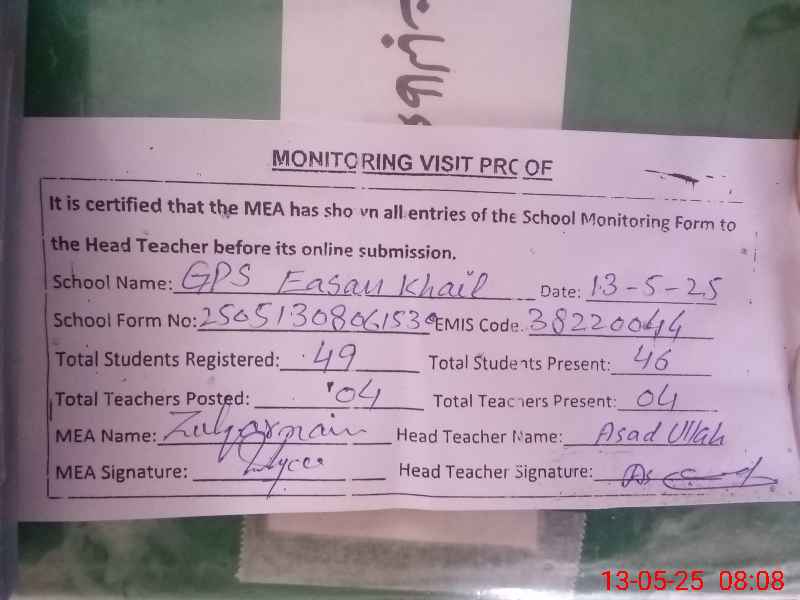 MONITORING VISIT PROOF
It is certified that the MEA has shown all entries of the School Monitoring Form to
the Head Teacher before its online submission.
School Name: GPS Easau Khail Date: 13-5-25
School Form No: 2505130806153 EMIS Code. 38220044
Total Students Registered: 49 Total Students Present: 46
Total Teachers Posted: 04 Total Teachers Present: 04
MEA Name: Zulqarnain Head Teacher Name: Asad Ullah
MEA Signature: Head Teacher Signature:
13-05-25 08:08